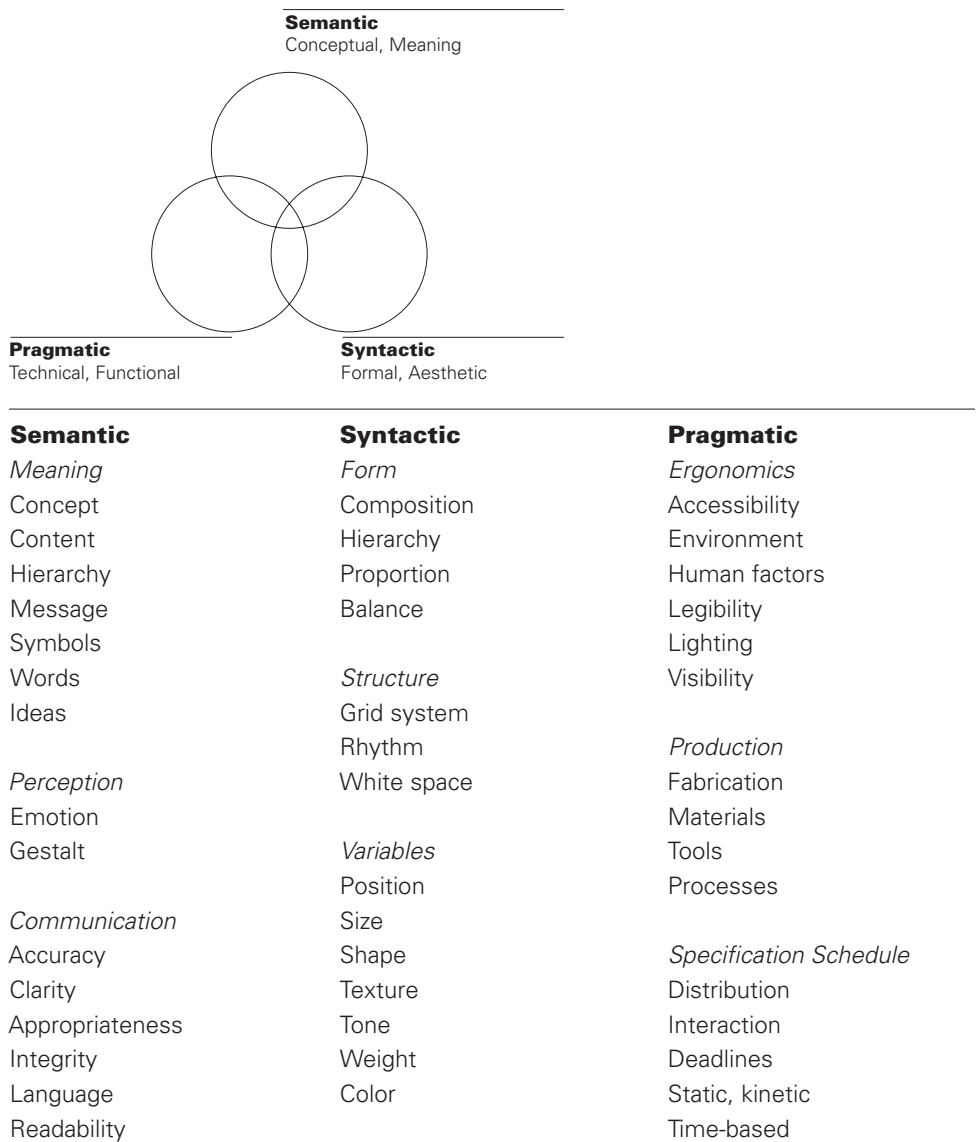 Semantic
Conceptual, Meaning
Pragmatic
Technical, Functional
Syntactic
Formal, Aesthetic
Semantic
Meaning
Concept
Content
Hierarchy
Message
Symbols
Words
Ideas
Perception
Emotion
Gestalt
Communication
Accuracy
Clarity
Appropriateness
Integrity
Language
Readability
Syntactic
Form
Composition
Hierarchy
Proportion
Balance
Structure
Grid system
Rhythm
White space
Variables
Position
Size
Shape
Texture
Tone
Weight
Color
Pragmatic
Ergonomics
Accessibility
Environment
Human factors
Legibility
Lighting
Visibility
Production
Fabrication
Materials
Tools
Processes
Specification Schedule
Distribution
Interaction
Deadlines
Static, kinetic
Time-based